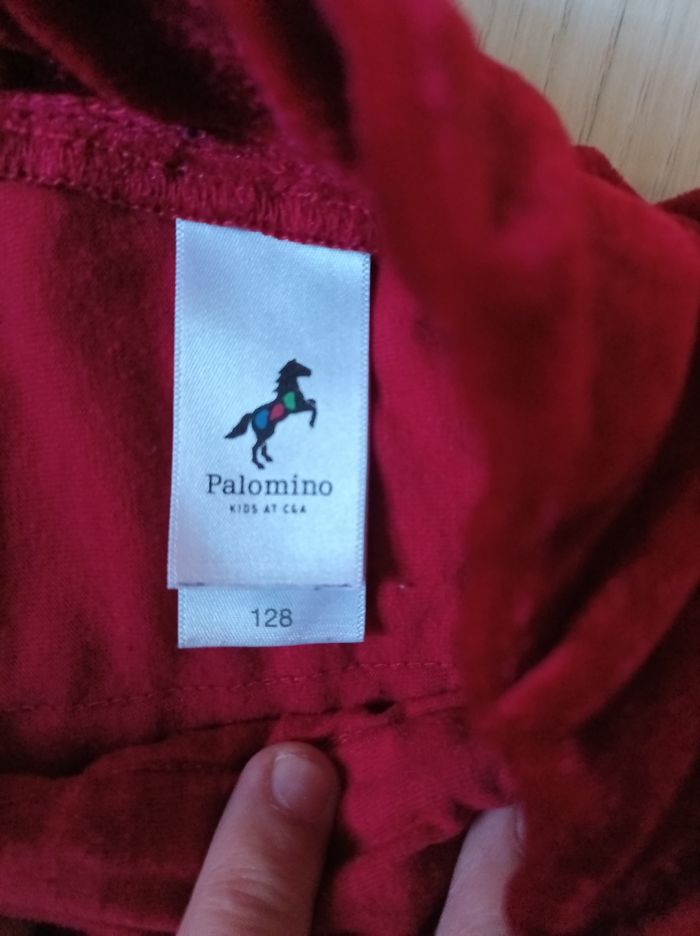 Palomino
KIDS AT C&A
128